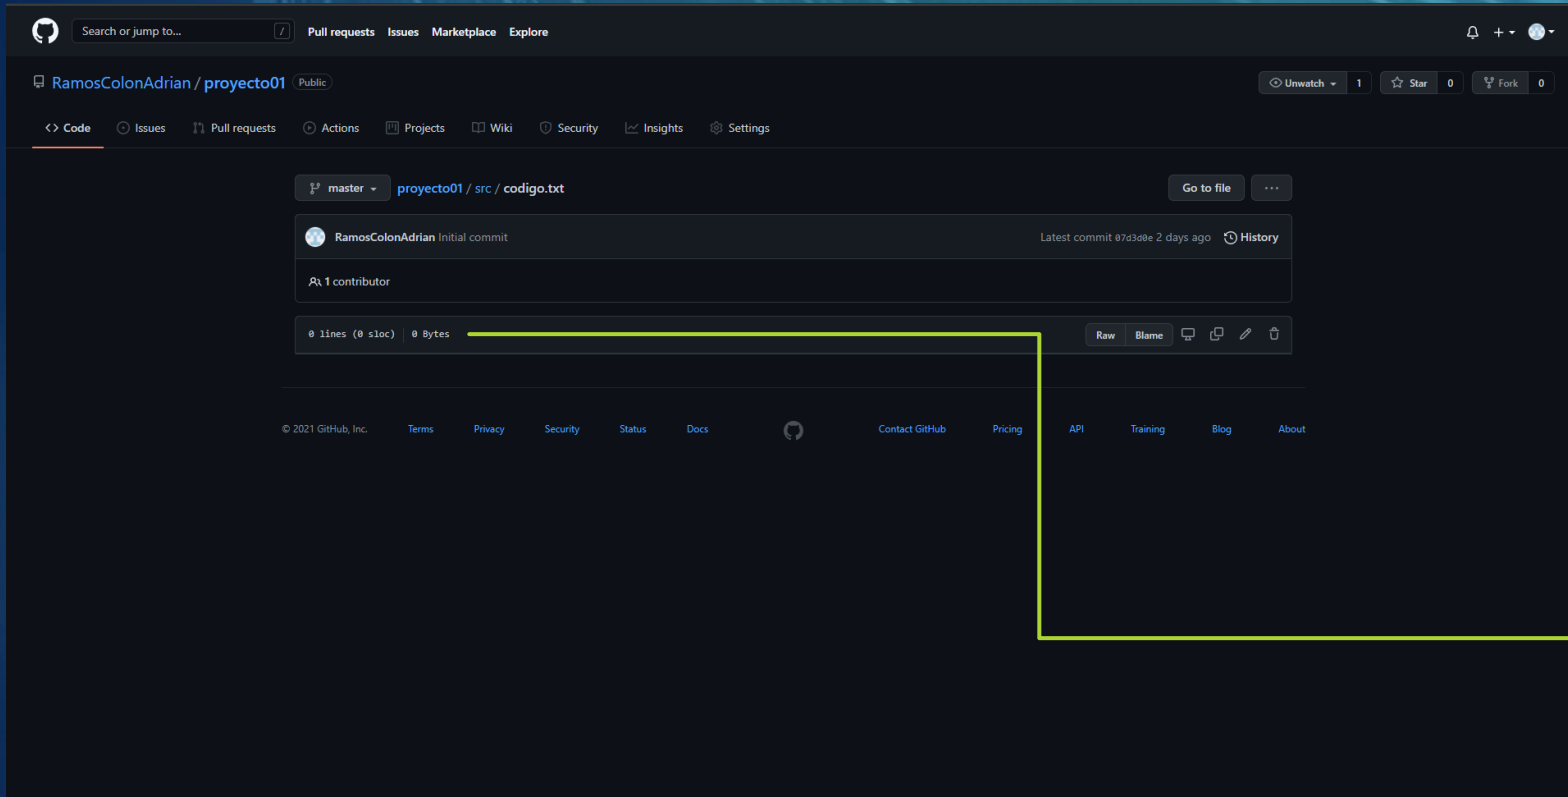 Search or jump to... / Pull requests Issues Marketplace Explore
RamosColonAdrian / proyecto01 Public Unwatch 1 Star 0 Fork 0
<> Code Issues Pull requests Actions Projects Wiki Security Insights Settings
master proyecto01 / src / codigo.txt Go to file ...
RamosColonAdrian Initial commit Latest commit 07d3d0e 2 days ago History
1 contributor
0 lines (0 sloc) 0 Bytes Raw Blame
© 2021 GitHub, Inc. Terms Privacy Security Status Docs Contact GitHub Pricing API Training Blog About